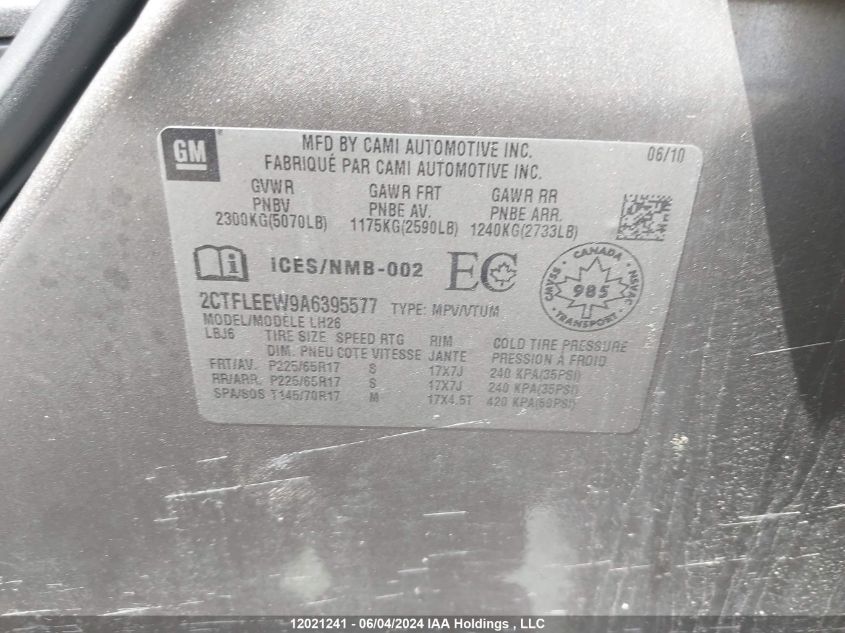 GM
MFD BY CAMI AUTOMOTIVE INC.
FABRIQUÉ PAR CAMI AUTOMOTIVE INC.
06/10
GVWR GAWR FRT GAWR RR
PNBV PNBE AV. PNBE ARR.
2300KG(5070LB) 1175KG(2590LB) 1240KG(2733LB)
i ICES/NMB-002 EC
CANADA
CMVSS 985 NSVAC
TRANSPORT
2CTFLEEW9A6395577 TYPE: MPV/VTUM
MODEL/MODELE LH26
LBJ6 TIRE SIZE SPEED RTG RIM COLD TIRE PRESSURE
DIM. PNEU COTE VITESSE JANTE PRESSION À FROID
FRT/AV. P225/65R17 S 17X7J 240 KPA(35PSI)
RR/ARR. P225/65R17 S 17X7J 240 KPA(35PSI)
SPA/SOS T145/70R17 M 17X4.5T 420 KPA(60PSI)
12021241 - 06/04/2024 IAA Holdings , LLC